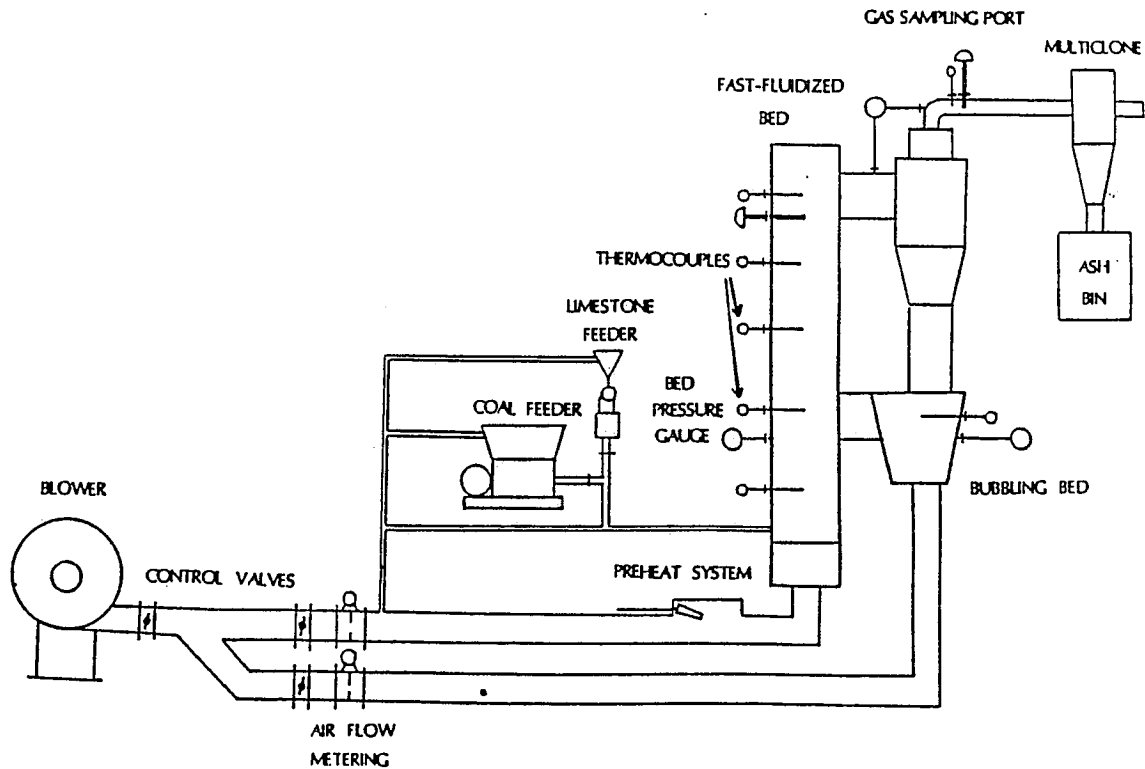 GAS SAMPLING PORT
MULTICLONE
FAST-FLUIDIZED
BED
THERMOCOUPLES
ASH
BIN
LIMESTONE
FEEDER
COAL FEEDER
BED
PRESSURE
GAUGE
BUBBLING BED
BLOWER
CONTROL VALVES
PREHEAT SYSTEM
AIR FLOW
METERING